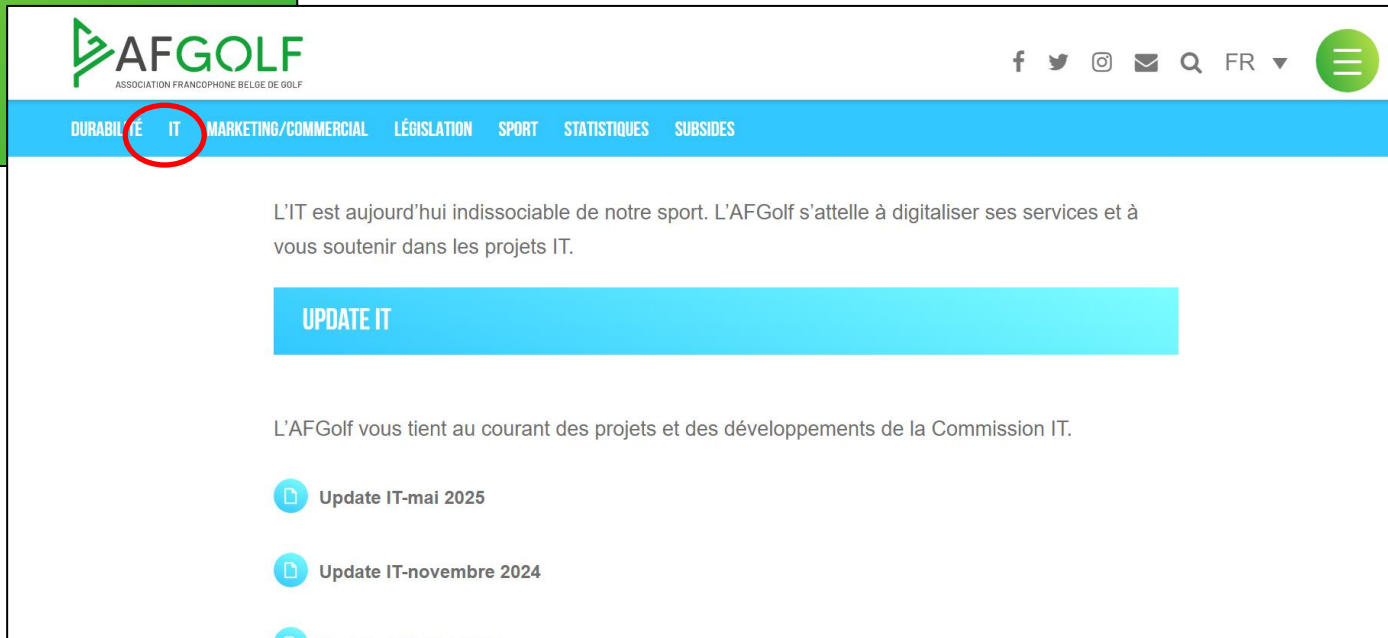 AFGOLF
ASSOCIATION FRANCOPHONE BELGE DE GOLF
FR
DURABILITÉ IT MARKETING/COMMERCIAL LÉGISLATION SPORT STATISTIQUES SUBSIDES
L’IT est aujourd’hui indissociable de notre sport. L’AFGolf s’attelle à digitaliser ses services et à
vous soutenir dans les projets IT.
UPDATE IT
L’AFGolf vous tient au courant des projets et des développements de la Commission IT.
Update IT-mai 2025
Update IT-novembre 2024